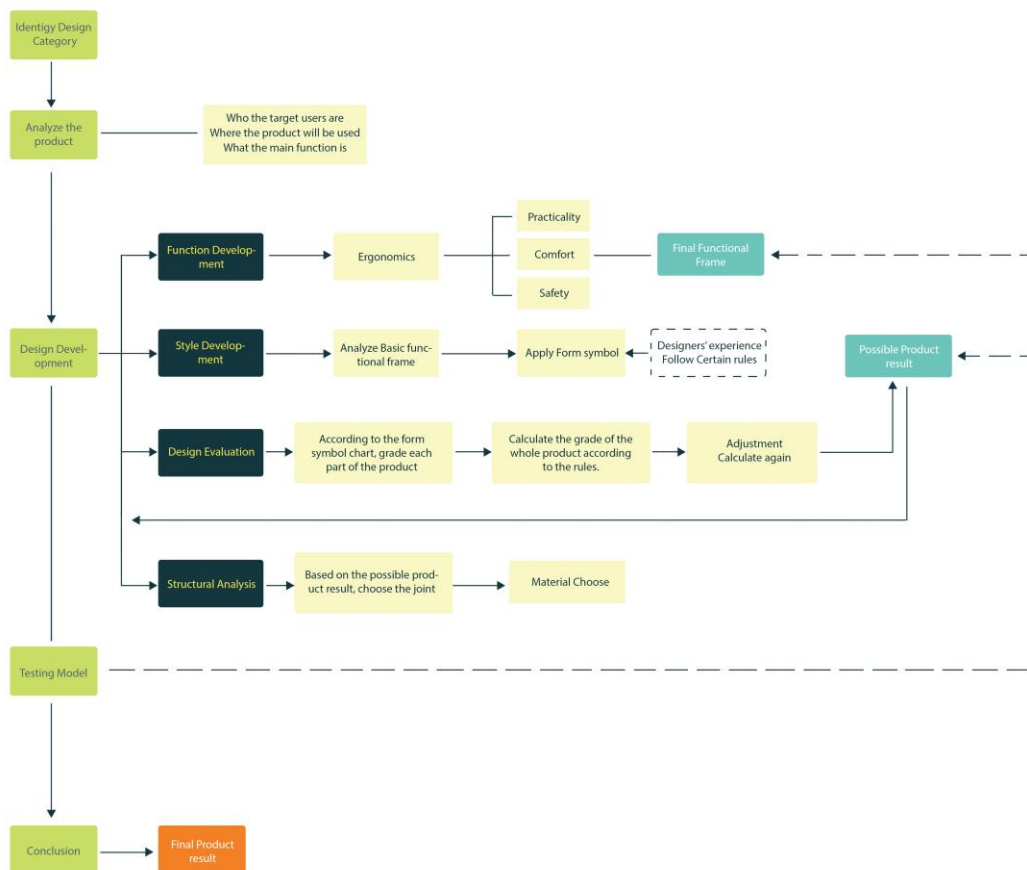 Identigy Design
Category
Analyze the
product
Who the target users are
Where the product will be used
What the main function is
Practicality
Function Develop-
ment
Ergonomics
Comfort
Final Functional
Frame
Safety
Design Devel-
opment
Style Develop-
ment
Analyze Basic func-
tional frame
Apply Form symbol
Designers' experience
Follow Certain rules
Possible Product
result
Design Evaluation
According to the form
symbol chart, grade each
part of the product
Calculate the grade of the
whole product according
to the rules.
Adjustment
Calculate again
Structural Analysis
Based on the possible prod-
uct result, choose the joint
Material Choose
Testing Model
Conclusion
Final Product
result